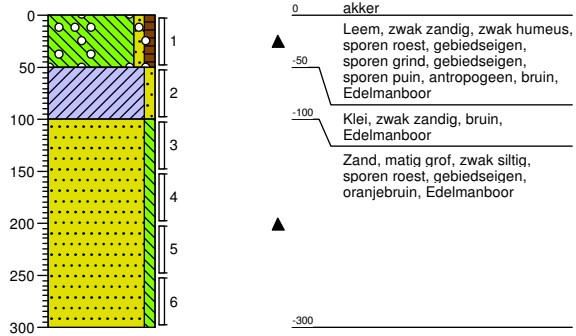 0
50
100
150
200
250
300
1
2
3
4
5
6
0 akker
Leem, zwak zandig, zwak humeus,
sporen roest, gebiedseigen,
sporen grind, gebiedseigen,
sporen puin, antropogeen, bruin,
Edelmanboor
-50
Klei, zwak zandig, bruin,
Edelmanboor
-100
Zand, matig grof, zwak siltig,
sporen roest, gebiedseigen,
oranjebruin, Edelmanboor
-300